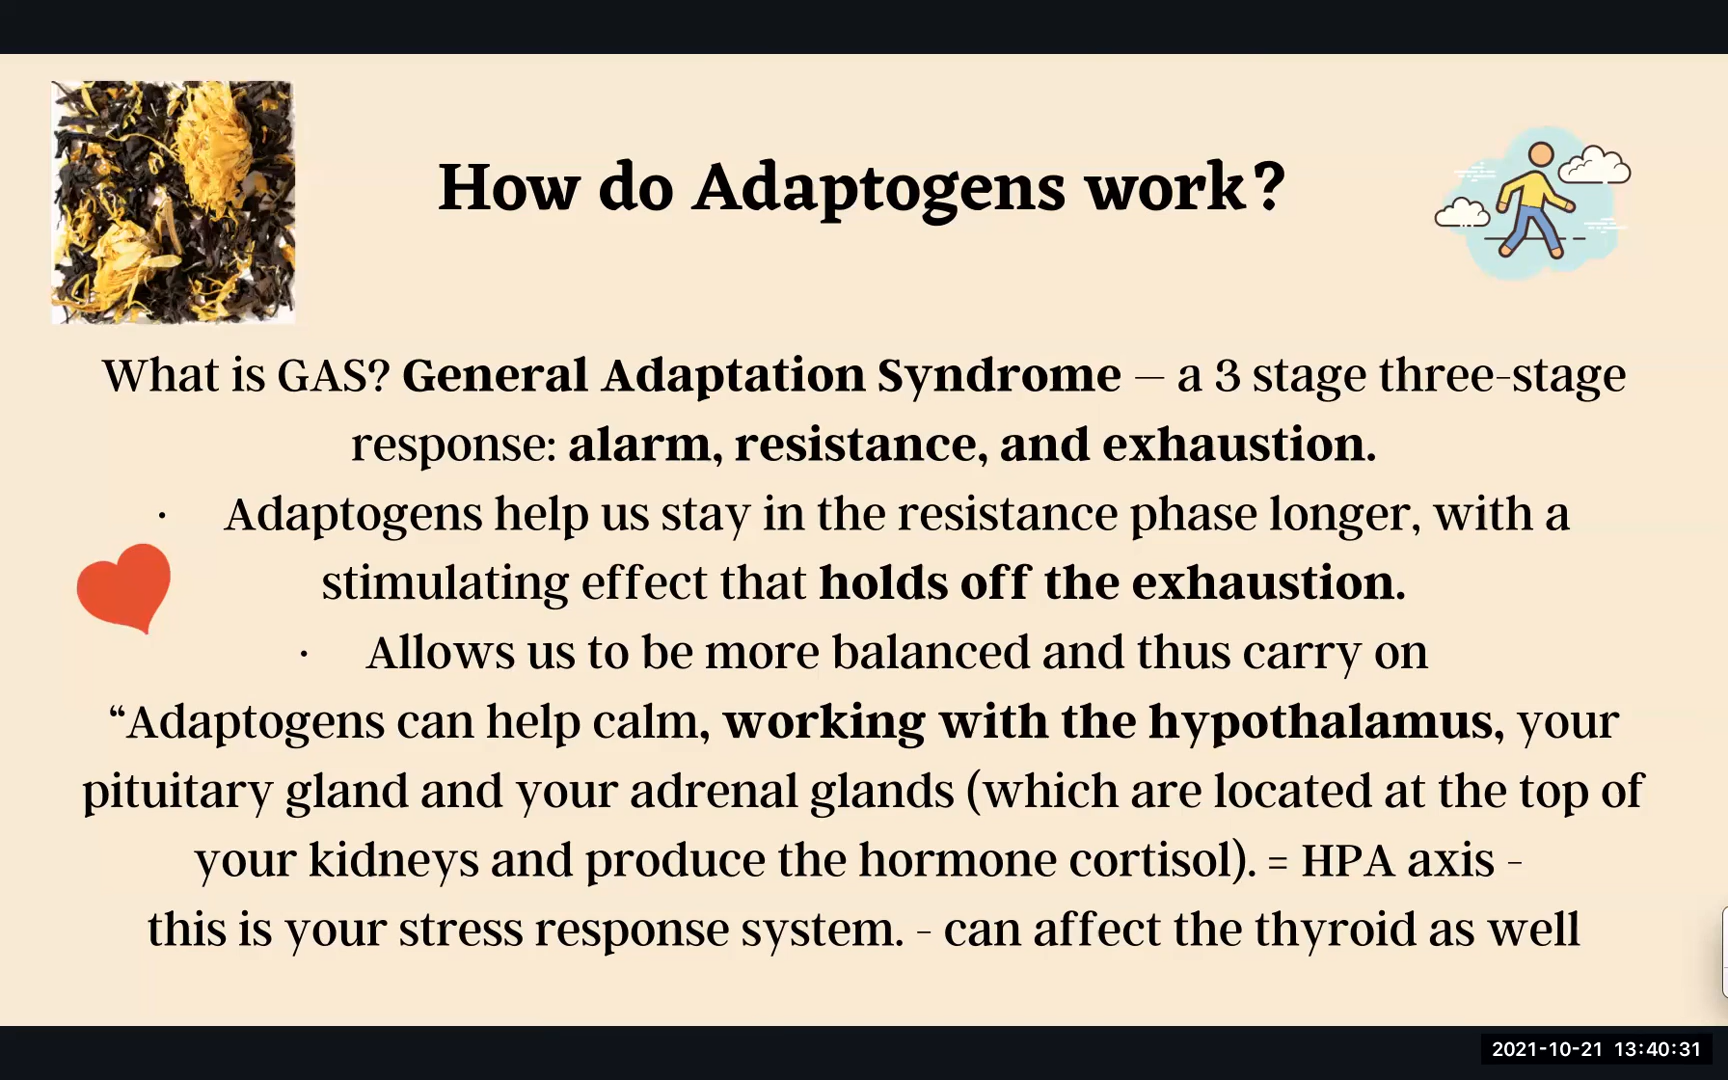 How do Adaptogens work?
What is GAS? General Adaptation Syndrome – a 3 stage three-stage
response: alarm, resistance, and exhaustion.
· Adaptogens help us stay in the resistance phase longer, with a
stimulating effect that holds off the exhaustion.
· Allows us to be more balanced and thus carry on
“Adaptogens can help calm, working with the hypothalamus, your
pituitary gland and your adrenal glands (which are located at the top of
your kidneys and produce the hormone cortisol). = HPA axis -
this is your stress response system. - can affect the thyroid as well
2021-10-21 13:40:31